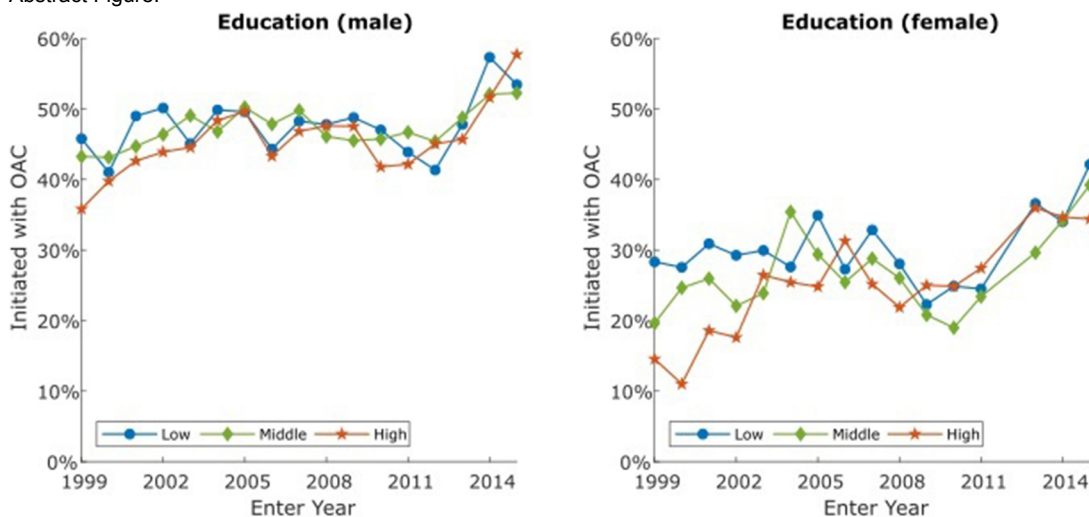 Abstract Figure.
Education (male)
60%
50%
40%
30%
20%
10%
0%
Initiated with OAC
Low Middle High
1999 2002 2005 2008 2011 2014
Enter Year
Education (female)
60%
50%
40%
30%
20%
10%
0%
Initiated with OAC
Low Middle High
1999 2002 2005 2008 2011 2014
Enter Year